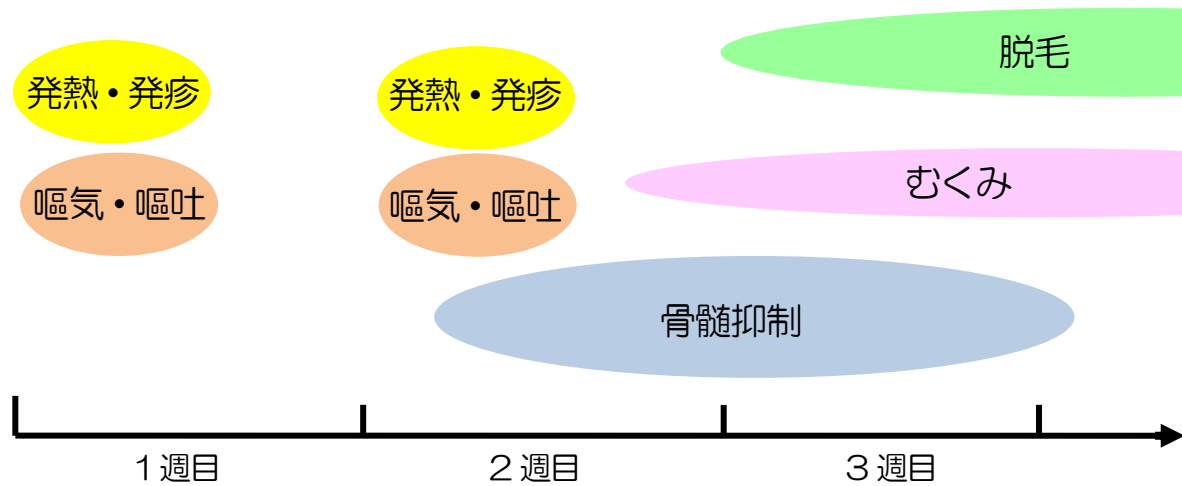 脱毛
発熱・発疹
発熱・発疹
むくみ
嘔気・嘔吐
嘔気・嘔吐
骨髄抑制
1週目
2週目
3週目